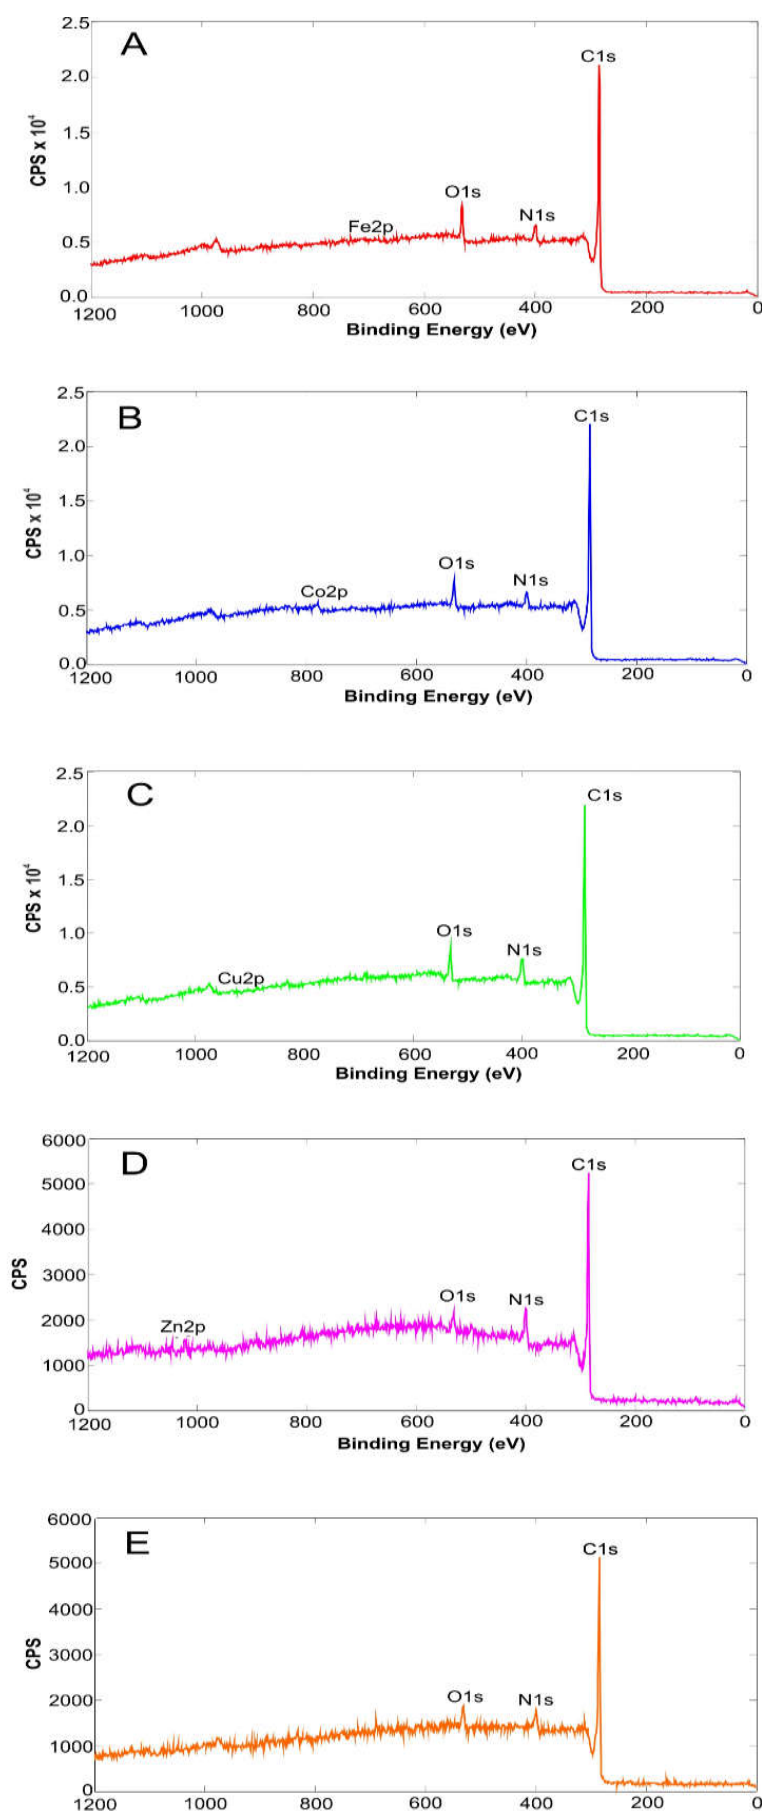 A
C1s
2.5
2.0
1.5
1.0
0.5
0.0
CPS x 10⁴
O1s
N1s
Fe2p
1200 1000 800 600 400 200 0
Binding Energy (eV)
B
C1s
2.5
2.0
1.5
1.0
0.5
0.0
CPS x 10⁴
O1s
N1s
Co2p
1200 1000 800 600 400 200 0
Binding Energy (eV)
C
C1s
2.5
2.0
1.5
1.0
0.5
0.0
CPS x 10⁴
O1s
N1s
Cu2p
1200 1000 800 600 400 200 0
Binding Energy (eV)
D
C1s
6000
5000
4000
3000
2000
1000
0
CPS
O1s
N1s
Zn2p
1200 1000 800 600 400 200 0
Binding Energy (eV)
E
C1s
6000
5000
4000
3000
2000
1000
0
CPS
O1s
N1s
1200 1000 800 600 400 200 0
Binding Energy (eV)